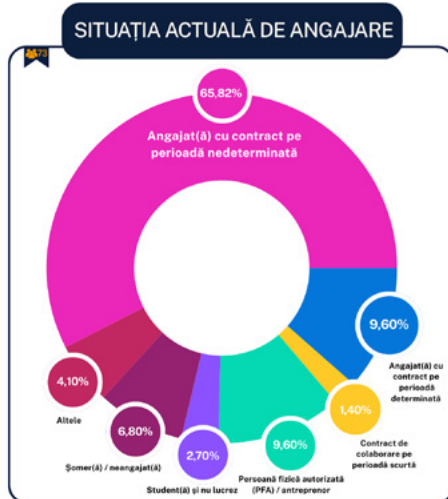 SITUAȚIA ACTUALĂ DE ANGAJARE
73
65,82%
Angajat(ă) cu contract pe
perioadă nedeterminată
9,60%
Angajat(ă) cu
contract pe
perioadă
determinată
1,40%
Contract de
colaborare pe
perioadă scurtă
9,60%
Persoană fizică autorizată
(PFA) / antreprenor
2,70%
Student(ă) și nu lucrez
6,80%
Șomer(ă) / neangajat(ă)
4,10%
Altele